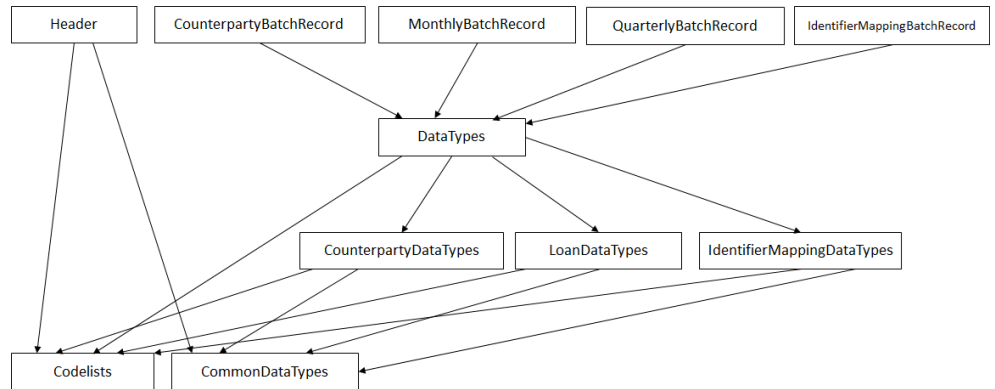 Header
CounterpartyBatchRecord
MonthlyBatchRecord
QuarterlyBatchRecord
IdentifierMappingBatchRecord
DataTypes
CounterpartyDataTypes
LoanDataTypes
IdentifierMappingDataTypes
Codelists
CommonDataTypes